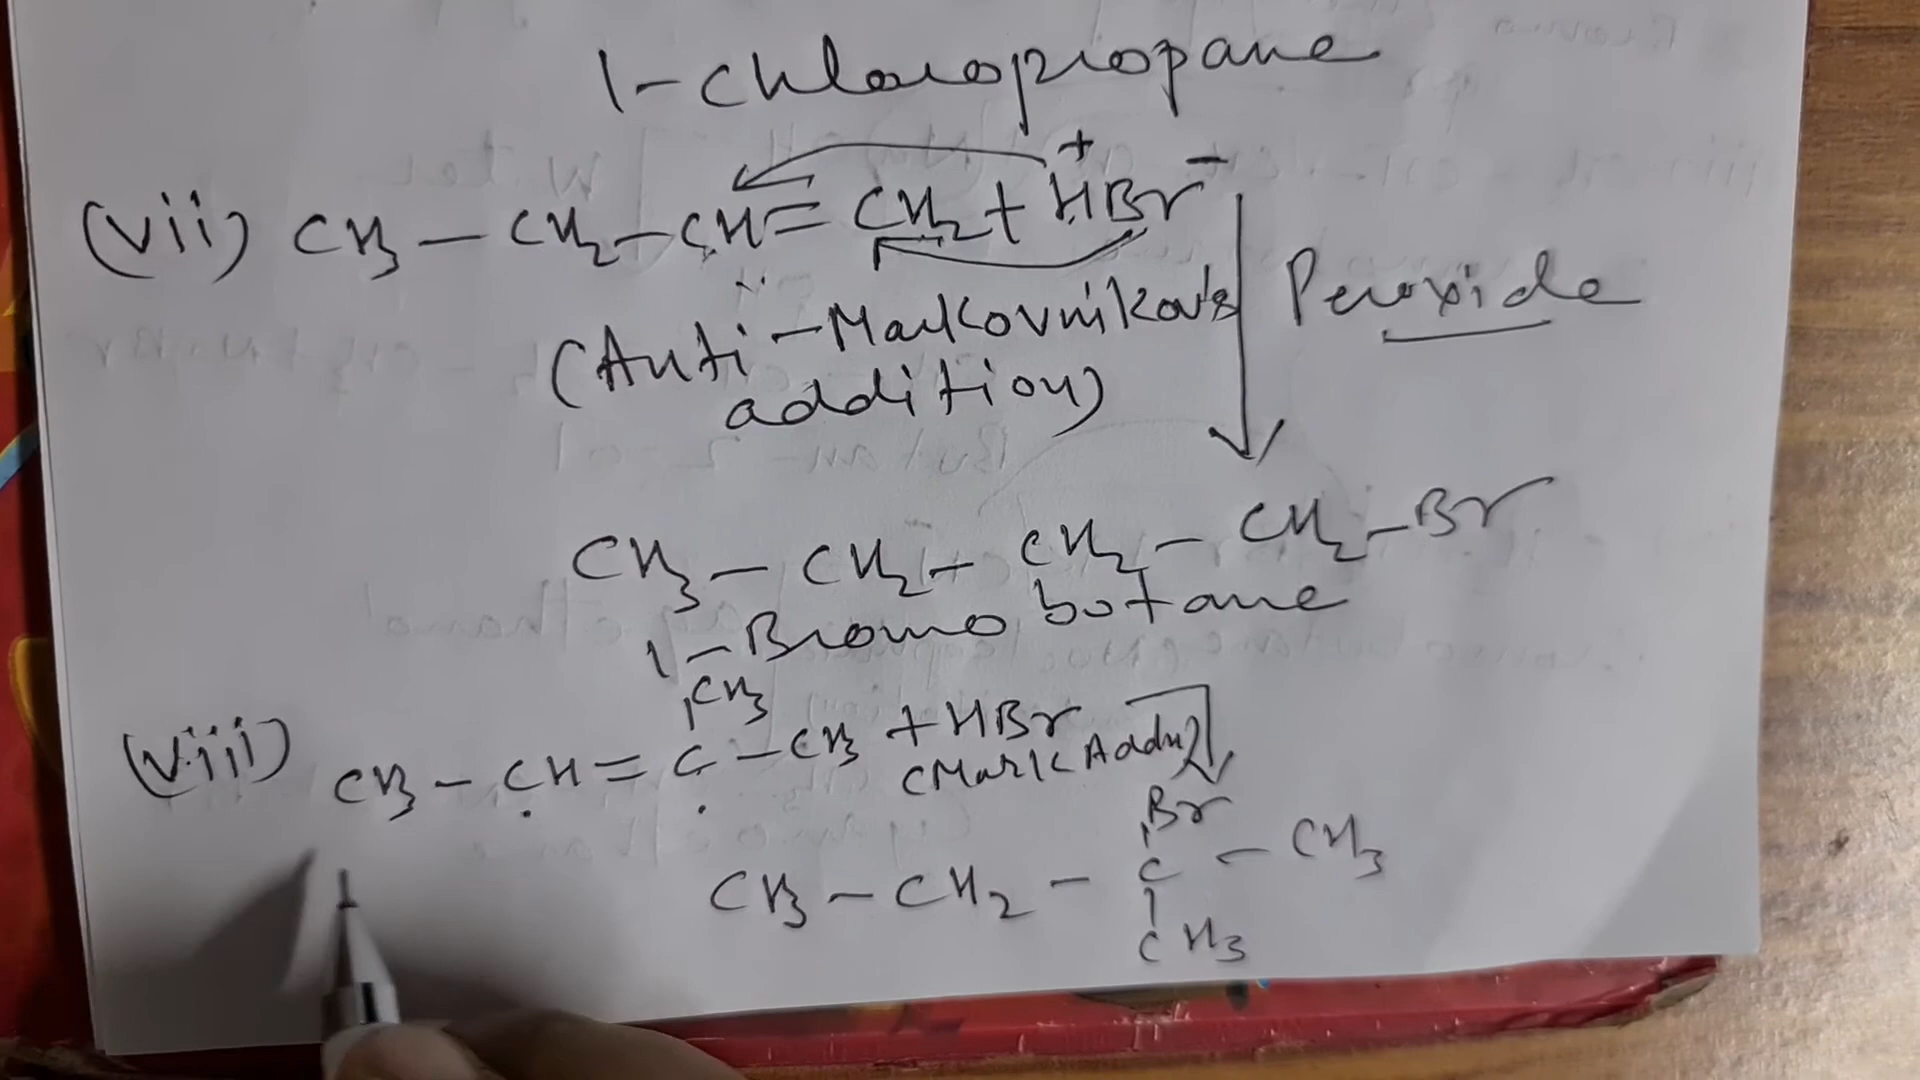 1-chloropropane
(vii) CH3 — CH2 — CH = CH2 + H+Br−
Peroxide
(Anti-Markovnikov's
addition)
CH3 — CH2 — CH2 — CH2 — Br
1-Bromo butane
CH3
(viii) CH3 — CH = C — CH3 + HBr
(Mark Addn)
Br
CH3 — CH2 — C — CH3
CH3